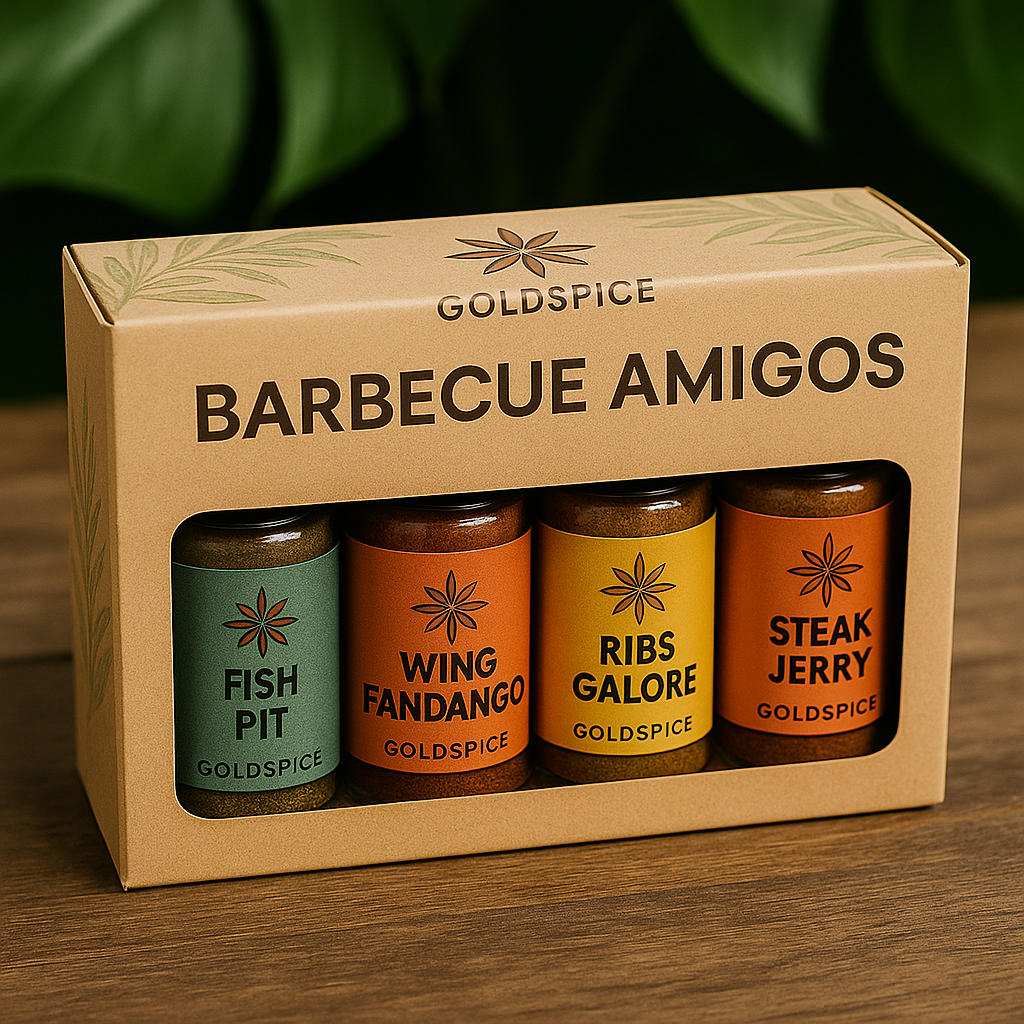 GOLDSPICE
BARBECUE AMIGOS
FISH
PIT
GOLDSPICE
WING
FANDANGO
GOLDSPICE
RIBS
GALORE
GOLDSPICE
STEAK
JERRY
GOLDSPICE